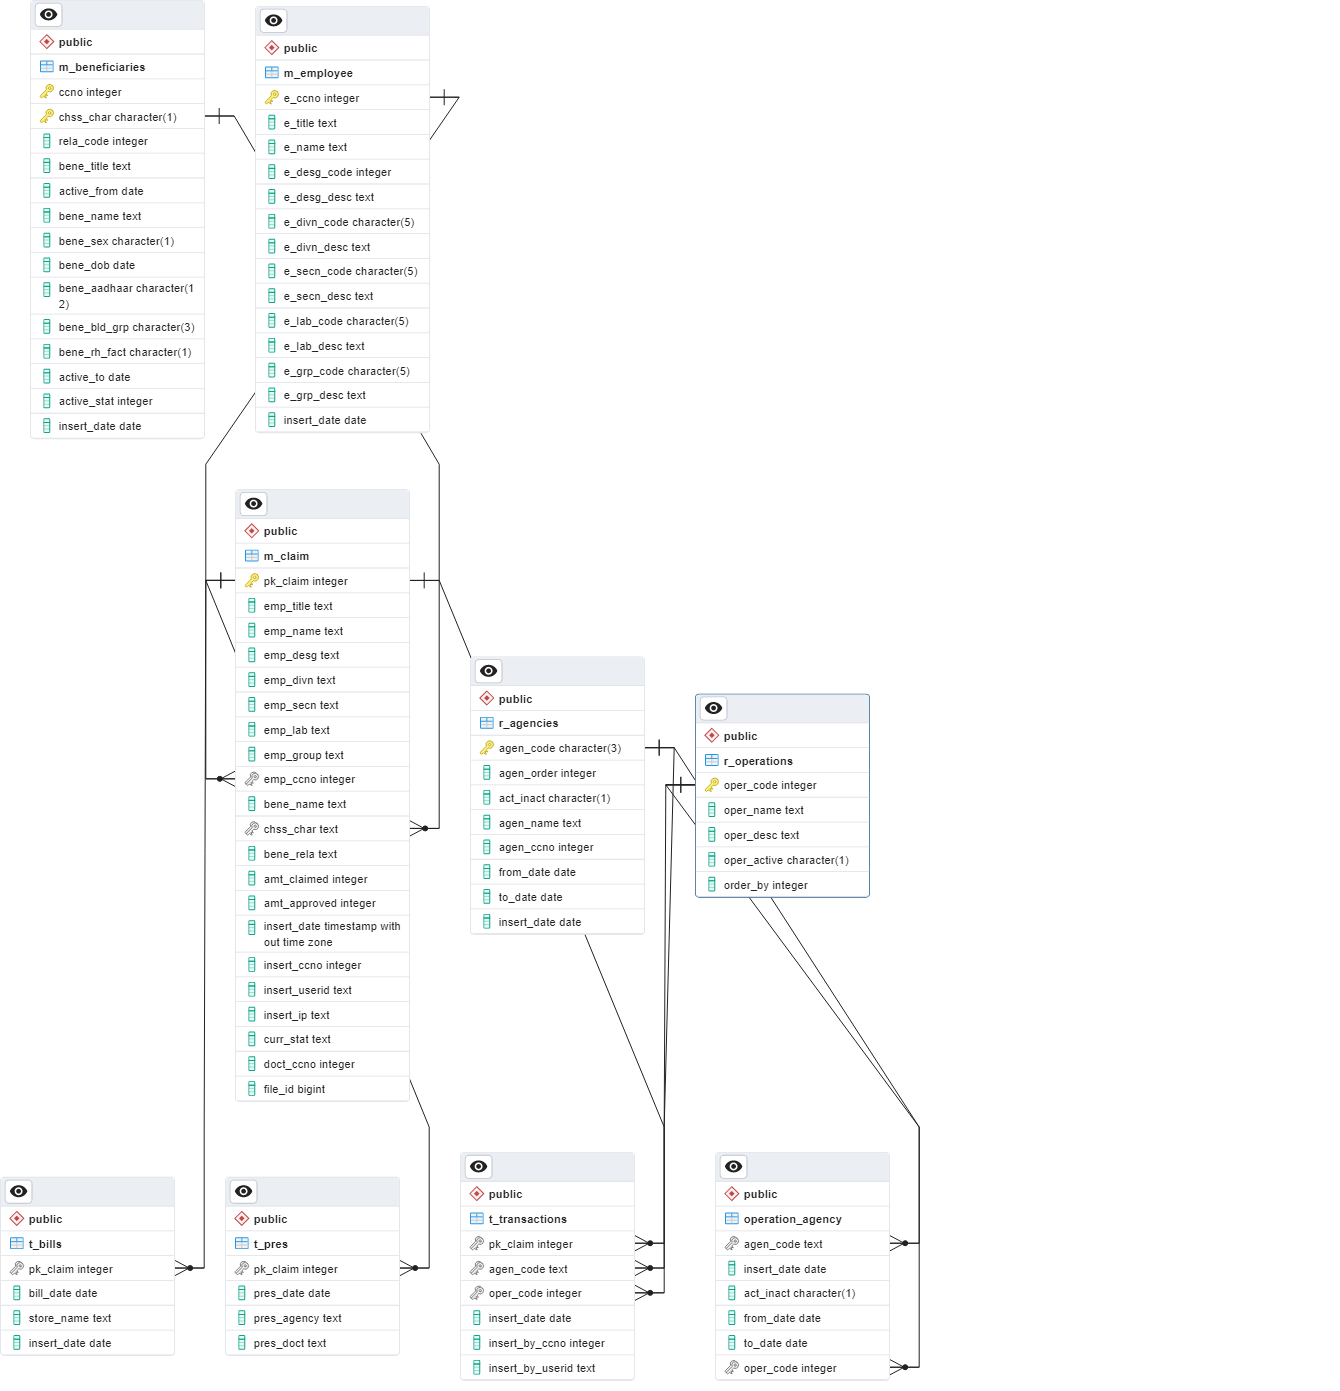 public
m_beneficiaries
ccno integer
chss_char character(1)
rela_code integer
bene_title text
active_from date
bene_name text
bene_sex character(1)
bene_dob date
bene_aadhaar character(1
2)
bene_bld_grp character(3)
bene_rh_fact character(1)
active_to date
active_stat integer
insert_date date
public
m_employee
e_ccno integer
e_title text
e_name text
e_desg_code integer
e_desg_desc text
e_divn_code character(5)
e_divn_desc text
e_secn_code character(5)
e_secn_desc text
e_lab_code character(5)
e_lab_desc text
e_grp_code character(5)
e_grp_desc text
insert_date date
public
m_claim
pk_claim integer
emp_title text
emp_name text
emp_desg text
emp_divn text
emp_secn text
emp_lab text
emp_group text
emp_ccno integer
bene_name text
chss_char text
bene_rela text
amt_claimed integer
amt_approved integer
insert_date timestamp with
out time zone
insert_ccno integer
insert_userid text
insert_ip text
curr_stat text
doct_ccno integer
file_id bigint
public
r_agencies
agen_code character(3)
agen_order integer
act_inact character(1)
agen_name text
agen_ccno integer
from_date date
to_date date
insert_date date
public
r_operations
oper_code integer
oper_name text
oper_desc text
oper_active character(1)
order_by integer
public
t_bills
pk_claim integer
bill_date date
store_name text
insert_date date
public
t_pres
pk_claim integer
pres_date date
pres_agency text
pres_doct text
public
t_transactions
pk_claim integer
agen_code text
oper_code integer
insert_date date
insert_by_ccno integer
insert_by_userid text
public
operation_agency
agen_code text
insert_date date
act_inact character(1)
from_date date
to_date date
oper_code integer